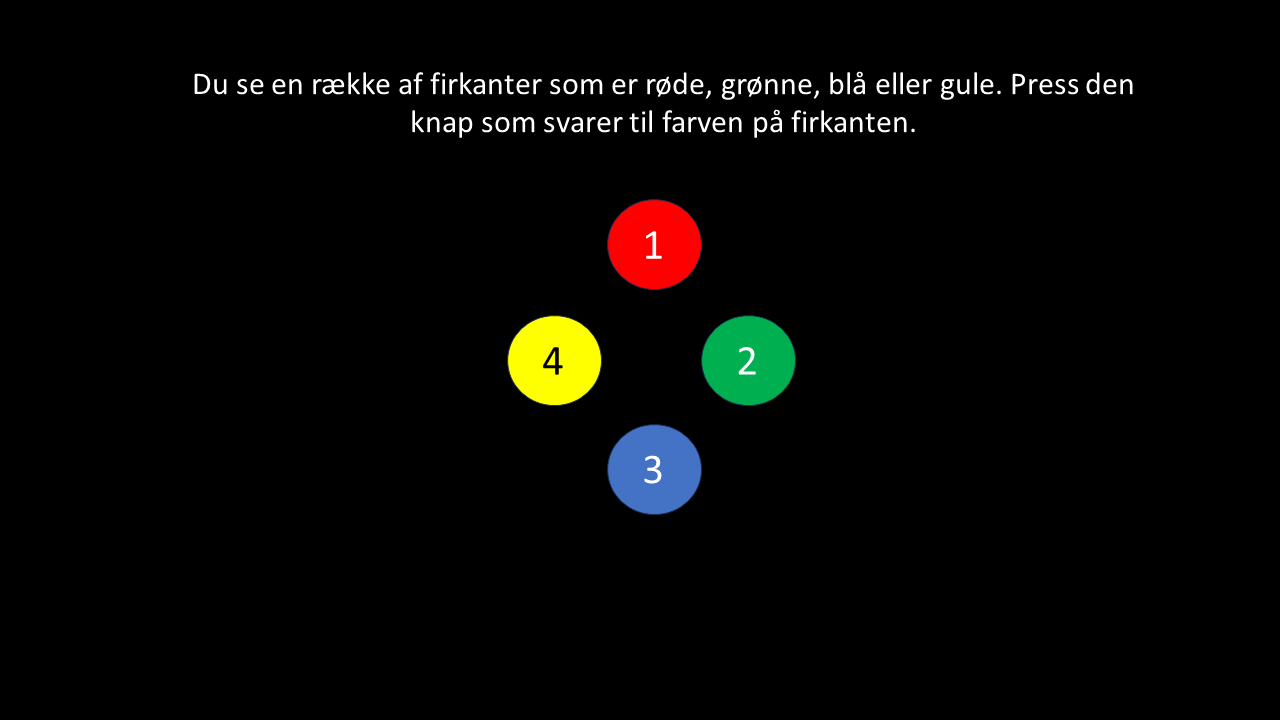 Du se en række af firkanter som er røde, grønne, blå eller gule. Press den
knap som svarer til farven på firkanten.
1
4
2
3